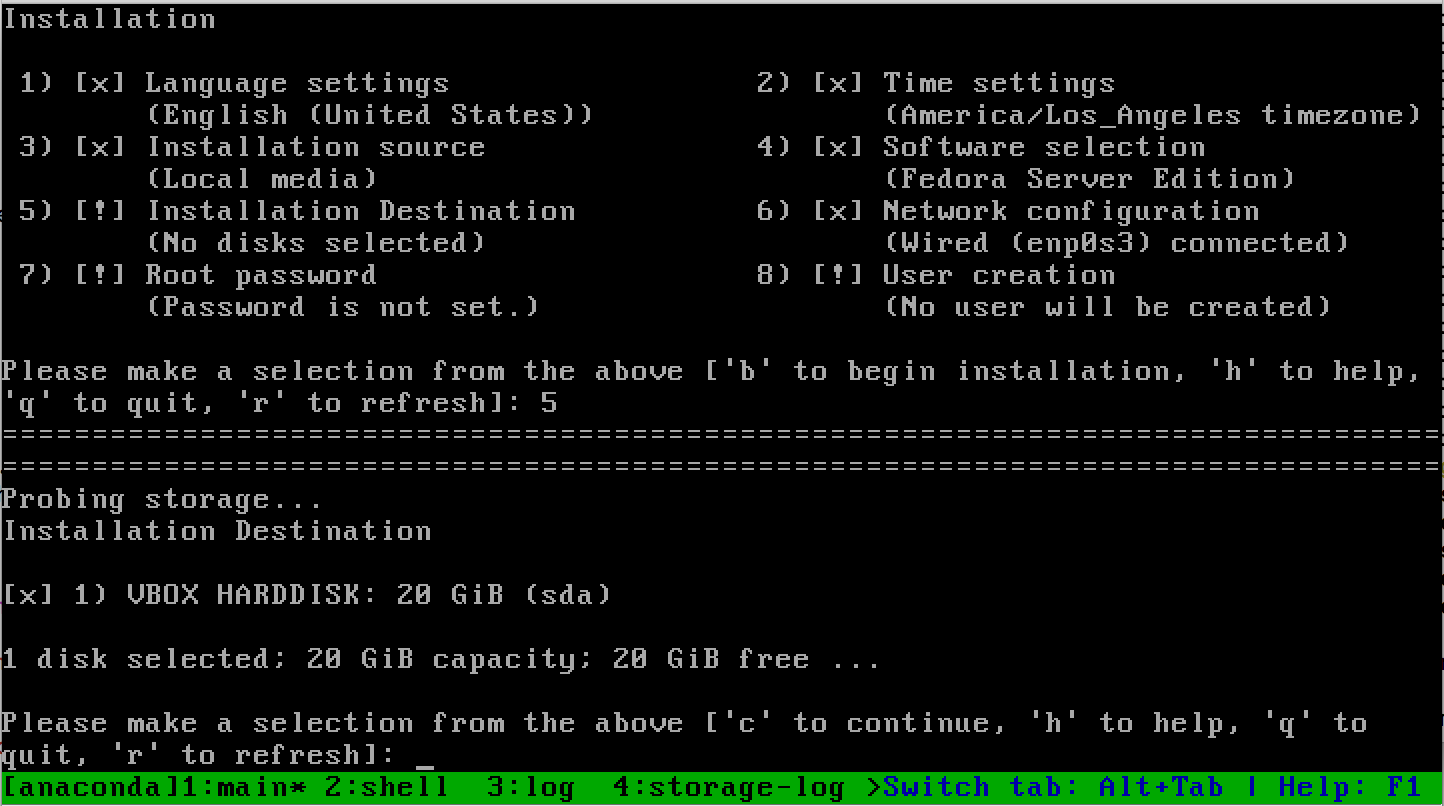 Installation
1) [x] Language settings 2) [x] Time settings
(English (United States)) (America/Los_Angeles timezone)
3) [x] Installation source 4) [x] Software selection
(Local media) (Fedora Server Edition)
5) [!] Installation Destination 6) [x] Network configuration
(No disks selected) (Wired (enp0s3) connected)
7) [!] Root password 8) [!] User creation
(Password is not set.) (No user will be created)
Please make a selection from the above ['b' to begin installation, 'h' to help,
'q' to quit, 'r' to refresh]: 5
================================================================================
================================================================================
Probing storage...
Installation Destination
[x] 1) VBOX HARDDISK: 20 GiB (sda)
1 disk selected; 20 GiB capacity; 20 GiB free ...
Please make a selection from the above ['c' to continue, 'h' to help, 'q' to
quit, 'r' to refresh]: _
[anaconda]1:main* 2:shell  3:log  4:storage-log >Switch tab: Alt+Tab | Help: F1